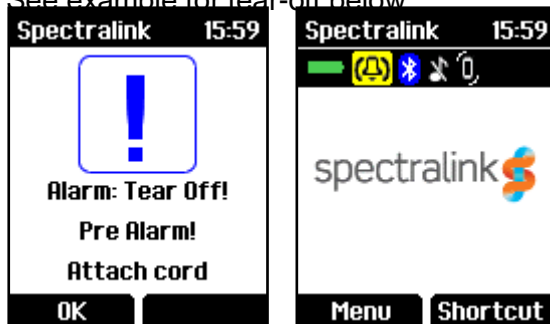 See example for tear-off below
Spectralink 15:59
Alarm: Tear Off!
Pre Alarm!
Attach cord
OK
Spectralink 15:59
spectralink
Menu Shortcut